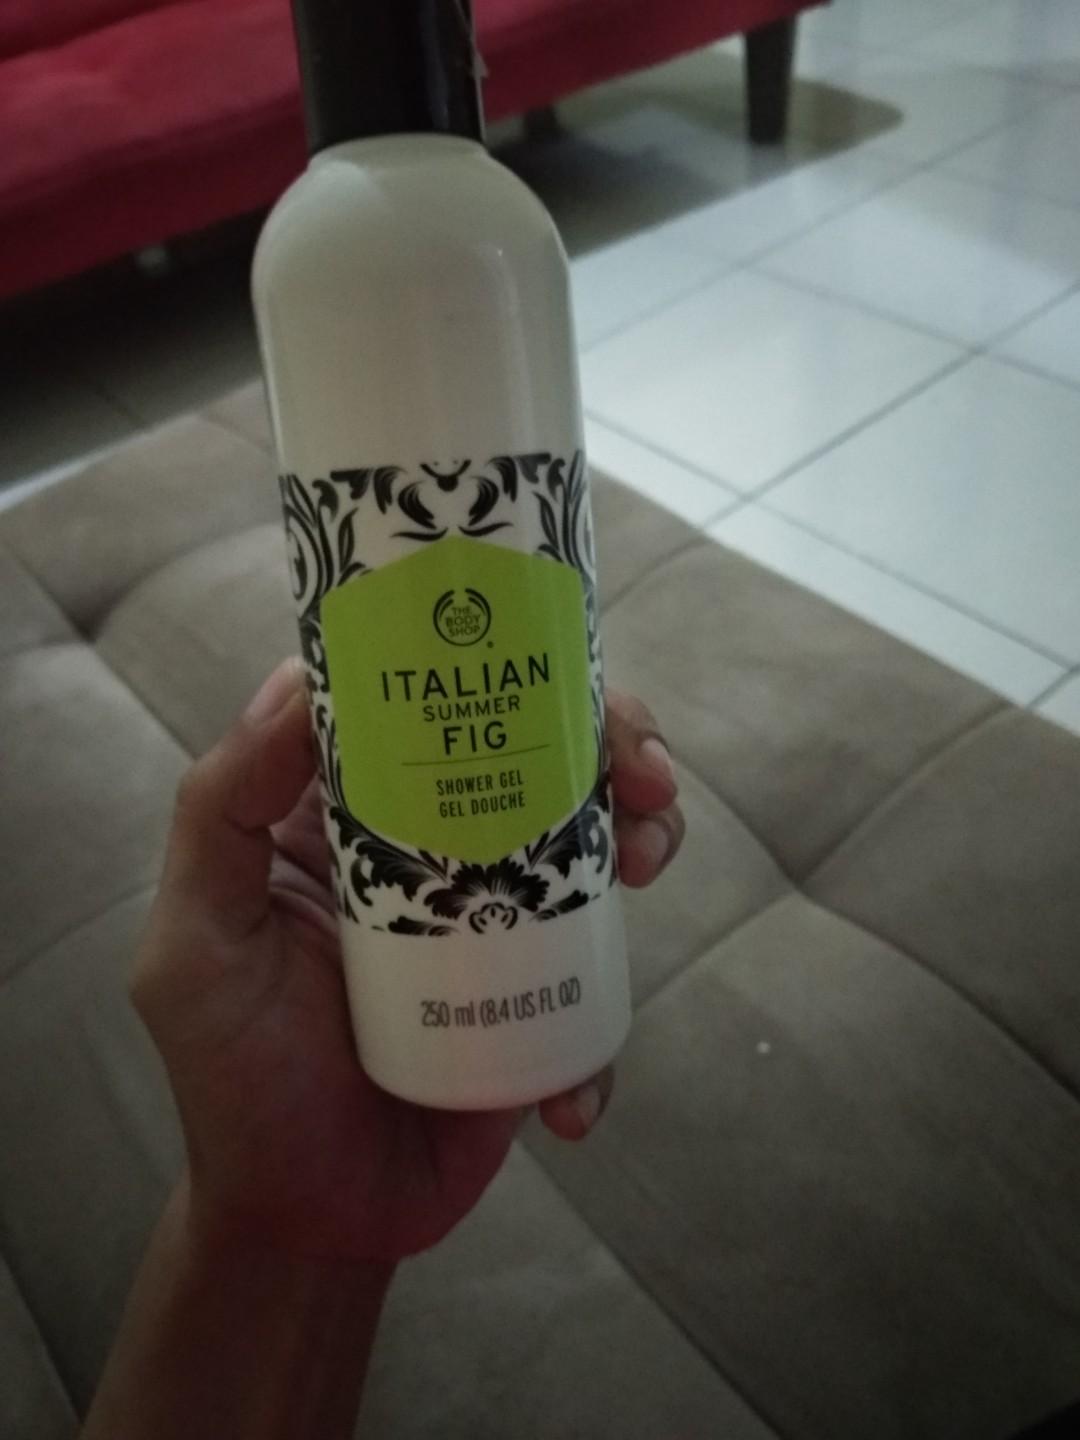 THE
BODY
SHOP®
ITALIAN
SUMMER
FIG
SHOWER GEL
GEL DOUCHE
250 ml (8.4 US FL OZ)